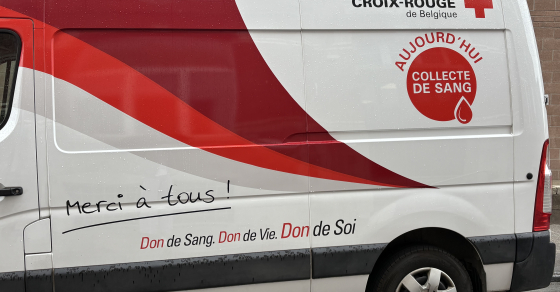 CROIX-ROUGE
de Belgique
AUJOURD'HUI
COLLECTE
DE SANG
Merci à tous !
Don de Sang. Don de Vie. Don de Soi